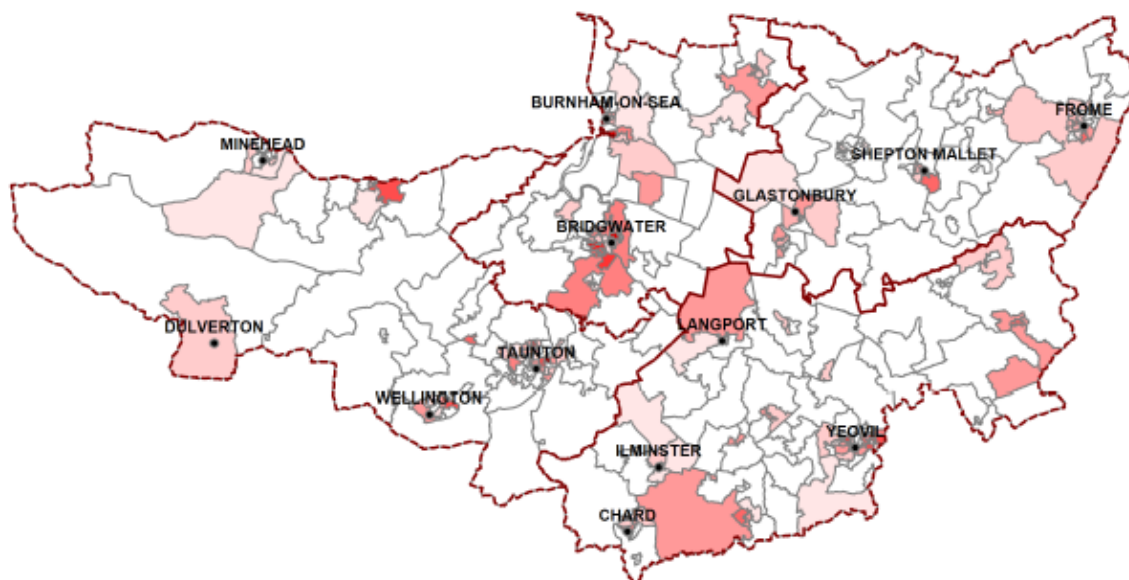 BURNHAM-ON-SEA
FROME
MINEHEAD
SHEPTON MALLET
GLASTONBURY
BRIDGWATER
DULVERTON
LANGPORT
TAUNTON
WELLINGTON
YEOVIL
ILMINSTER
CHARD